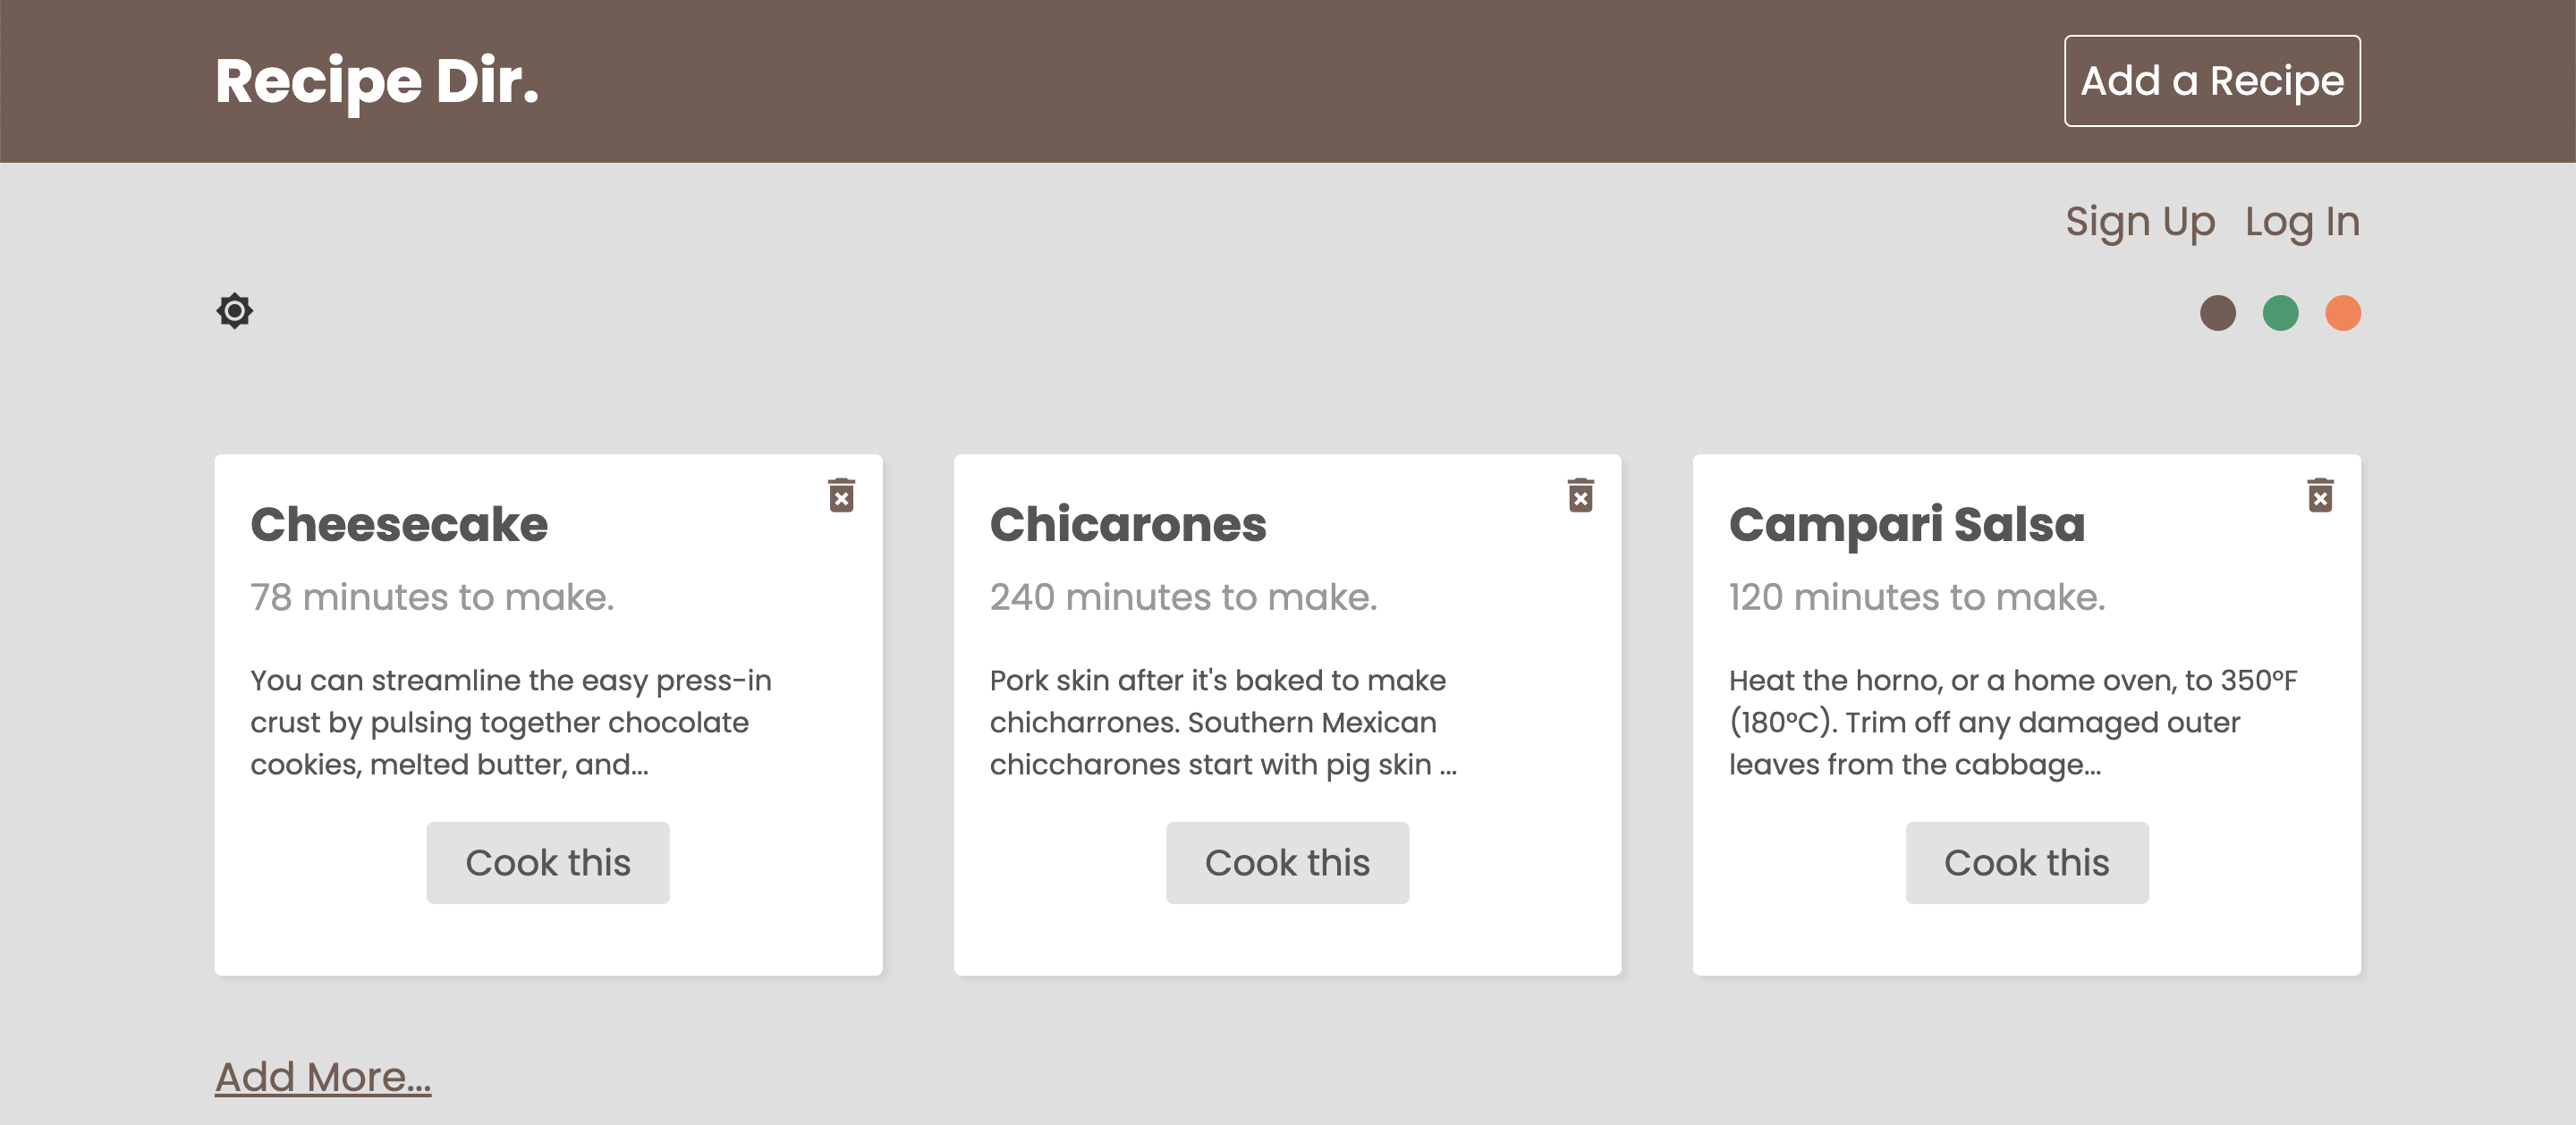 Recipe Dir.
Add a Recipe
Sign Up Log In
Cheesecake
78 minutes to make.
You can streamline the easy press-in
crust by pulsing together chocolate
cookies, melted butter, and...
Cook this
Chicarones
240 minutes to make.
Pork skin after it's baked to make
chicharrones. Southern Mexican
chiccharones start with pig skin ...
Cook this
Campari Salsa
120 minutes to make.
Heat the horno, or a home oven, to 350°F
(180°C). Trim off any damaged outer
leaves from the cabbage...
Cook this
Add More...